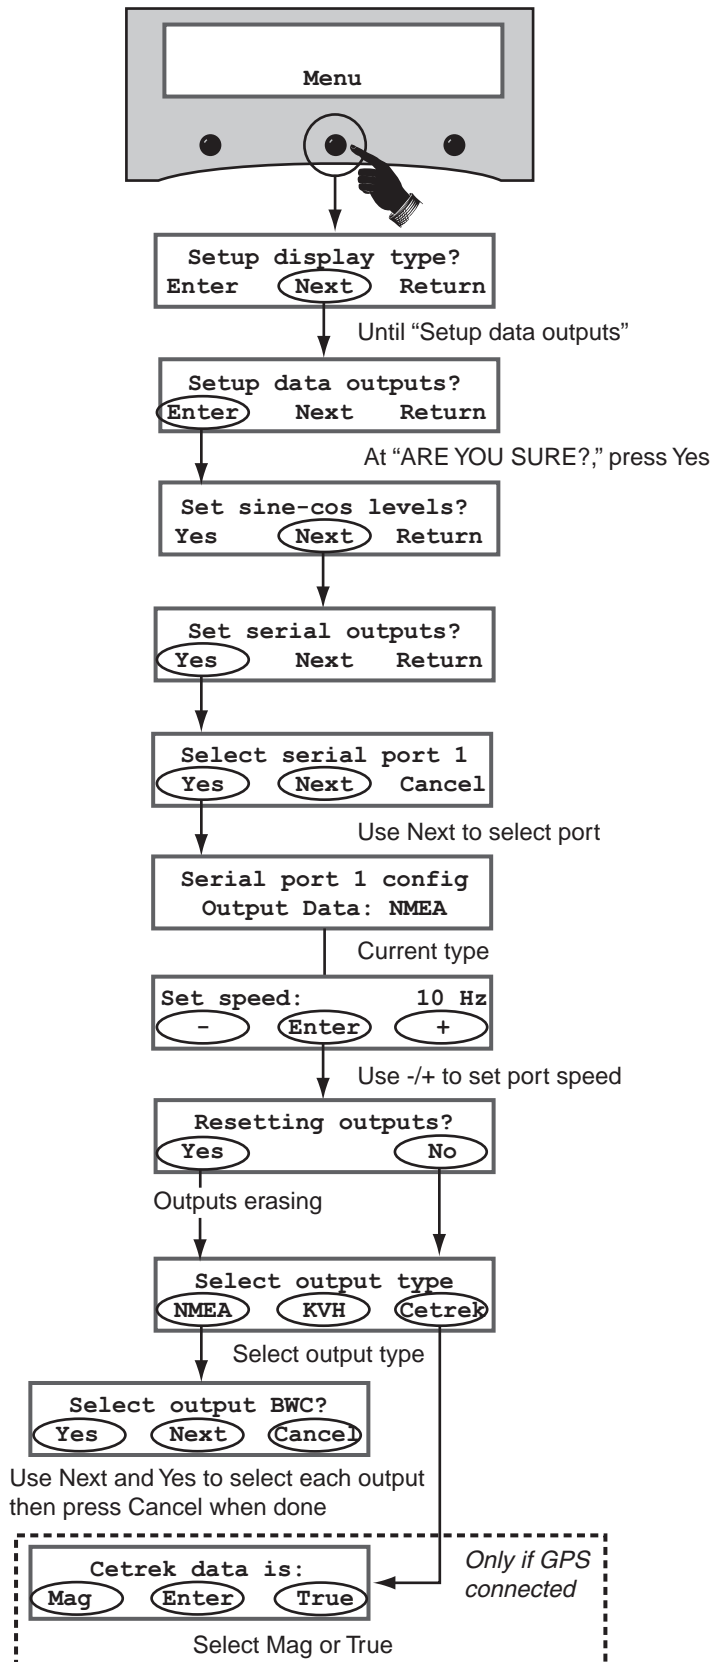 Menu
Setup display type?
Enter Next Return
Until “Setup data outputs”
Setup data outputs?
Enter Next Return
At “ARE YOU SURE?,” press Yes
Set sine-cos levels?
Yes Next Return
Set serial outputs?
Yes Next Return
Select serial port 1
Yes Next Cancel
Use Next to select port
Serial port 1 config
Output Data: NMEA
Current type
Set speed: 10 Hz
- Enter +
Use -/+ to set port speed
Resetting outputs?
Yes No
Outputs erasing
Select output type
NMEA KVH Cetrek
Select output type
Select output BWC?
Yes Next Cancel
Use Next and Yes to select each output
then press Cancel when done
Only if GPS
connected
Cetrek data is:
Mag Enter True
Select Mag or True